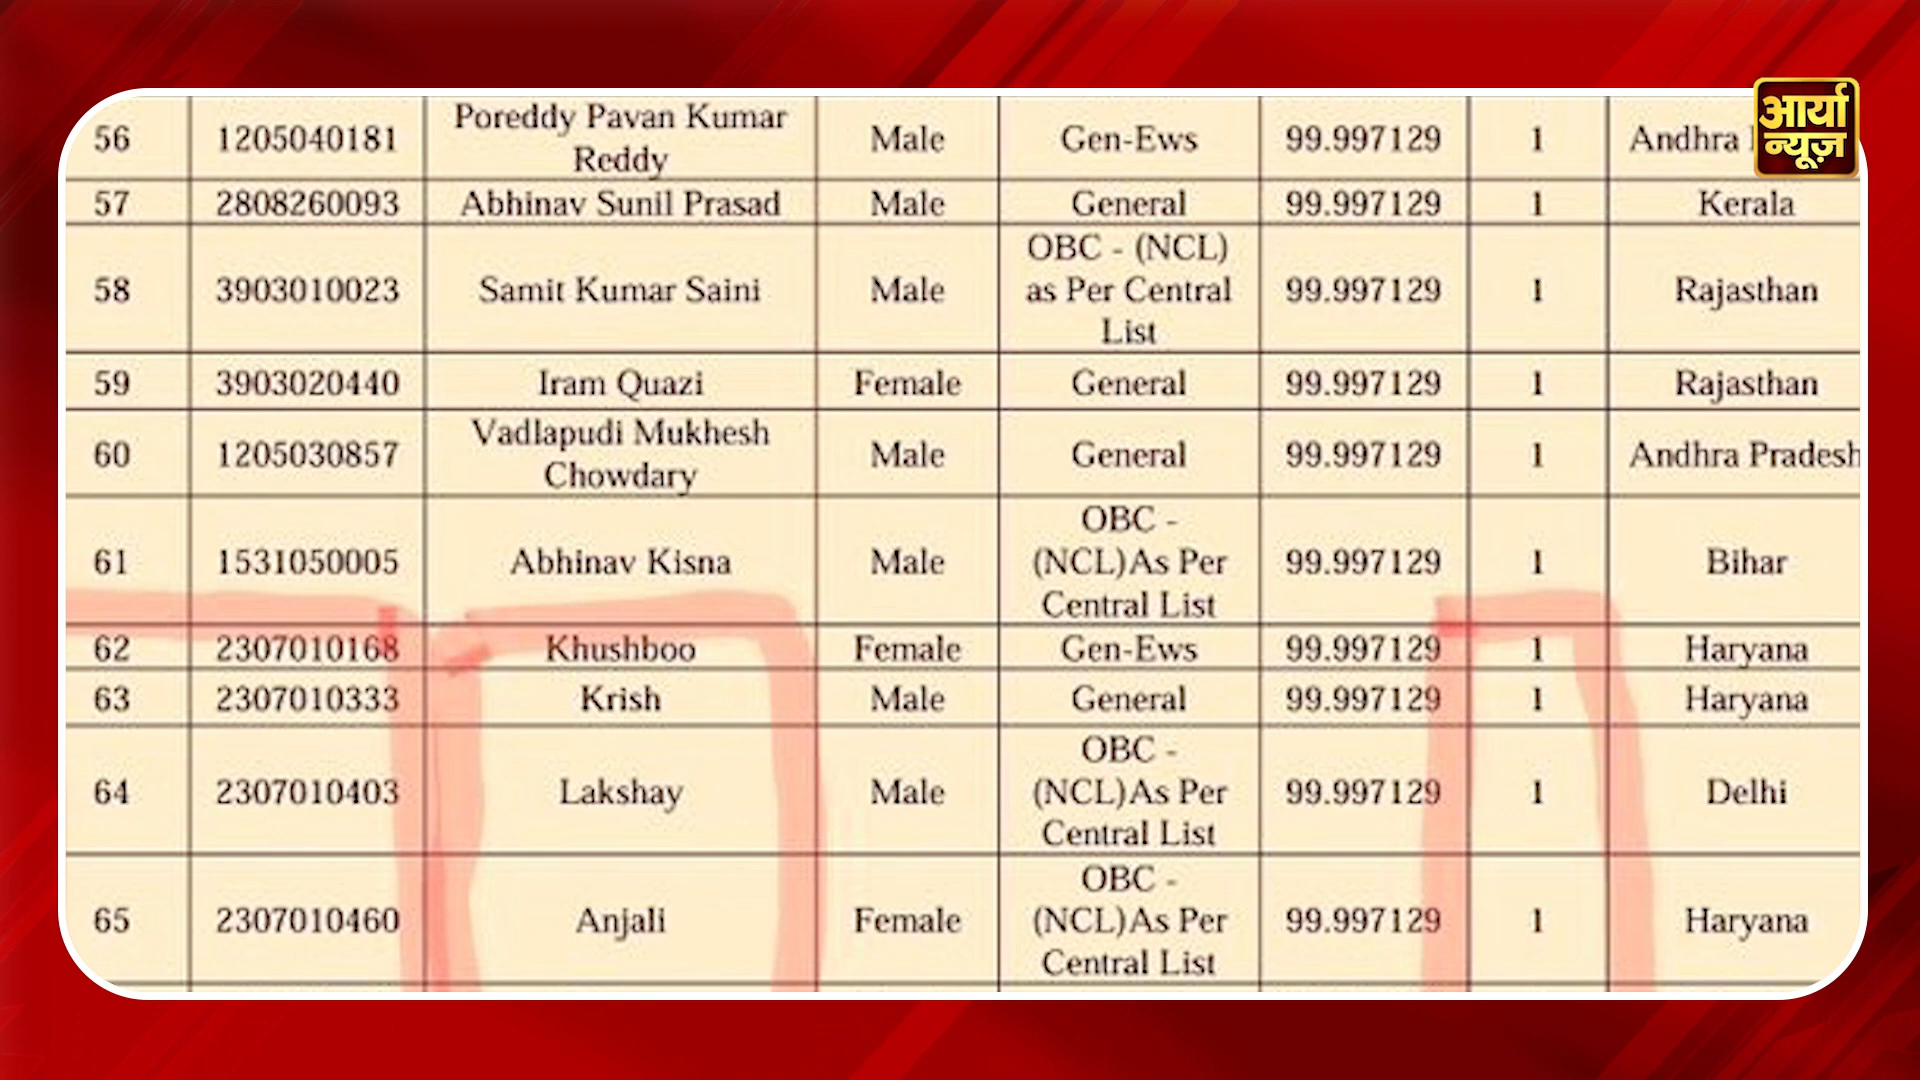 आर्या
न्यूज़
56 1205040181 Poreddy Pavan Kumar Reddy Male Gen-Ews 99.997129 1 Andhra
57 2808260093 Abhinav Sunil Prasad Male General 99.997129 1 Kerala
58 3903010023 Samit Kumar Saini Male OBC - (NCL) as Per Central List 99.997129 1 Rajasthan
59 3903020440 Iram Quazi Female General 99.997129 1 Rajasthan
60 1205030857 Vadlapudi Mukhesh Chowdary Male General 99.997129 1 Andhra Pradesh
61 1531050005 Abhinav Kisna Male OBC - (NCL)As Per Central List 99.997129 1 Bihar
62 2307010168 Khushboo Female Gen-Ews 99.997129 1 Haryana
63 2307010333 Krish Male General 99.997129 1 Haryana
64 2307010403 Lakshay Male OBC - (NCL)As Per Central List 99.997129 1 Delhi
65 2307010460 Anjali Female OBC - (NCL)As Per Central List 99.997129 1 Haryana